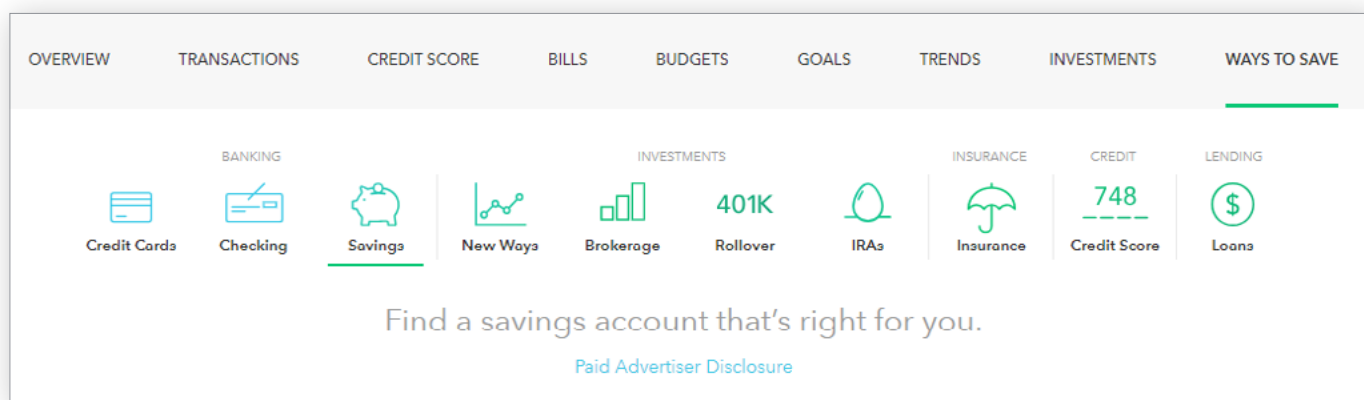 OVERVIEW TRANSACTIONS CREDIT SCORE BILLS BUDGETS GOALS TRENDS INVESTMENTS WAYS TO SAVE
BANKING INVESTMENTS INSURANCE CREDIT LENDING
401K 748 $
Credit Cards Checking Savings New Ways Brokerage Rollover IRAs Insurance Credit Score Loans
Find a savings account that's right for you.
Paid Advertiser Disclosure